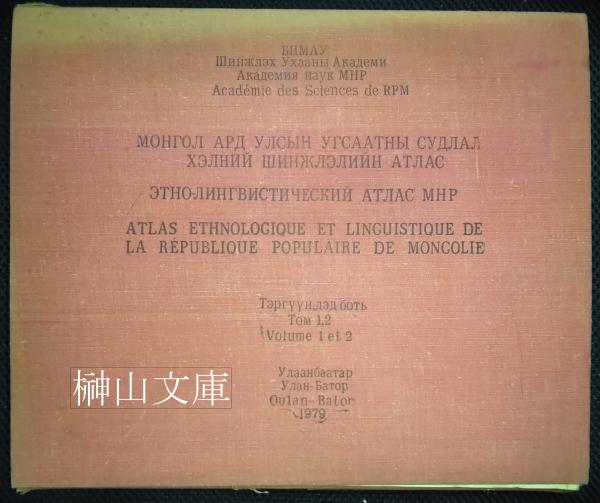 БНМАУ
Шинжлэх Ухааны Академи
Академия наук МНР
Académie des Sciences de RPM
МОНГОЛ АРД УЛСЫН УГСААТНЫ СУДЛАЛ
ХЭЛНИЙ ШИНЖЛЭЛИЙН АТЛАС
ЭТНОЛИНГВИСТИЧЕСКИЙ АТЛАС МНР
ATLAS ETHNOLOGIQUE ET LINGUISTIQUE DE
LA RÉPUBLIQUE POPULAIRE DE MONGOLIE
Тэргүүн, дэд боть
Том 1,2
Volume 1 et 2
Улаанбаатар
Улан-Батор
Oulan-Bator
1979
榊山文庫